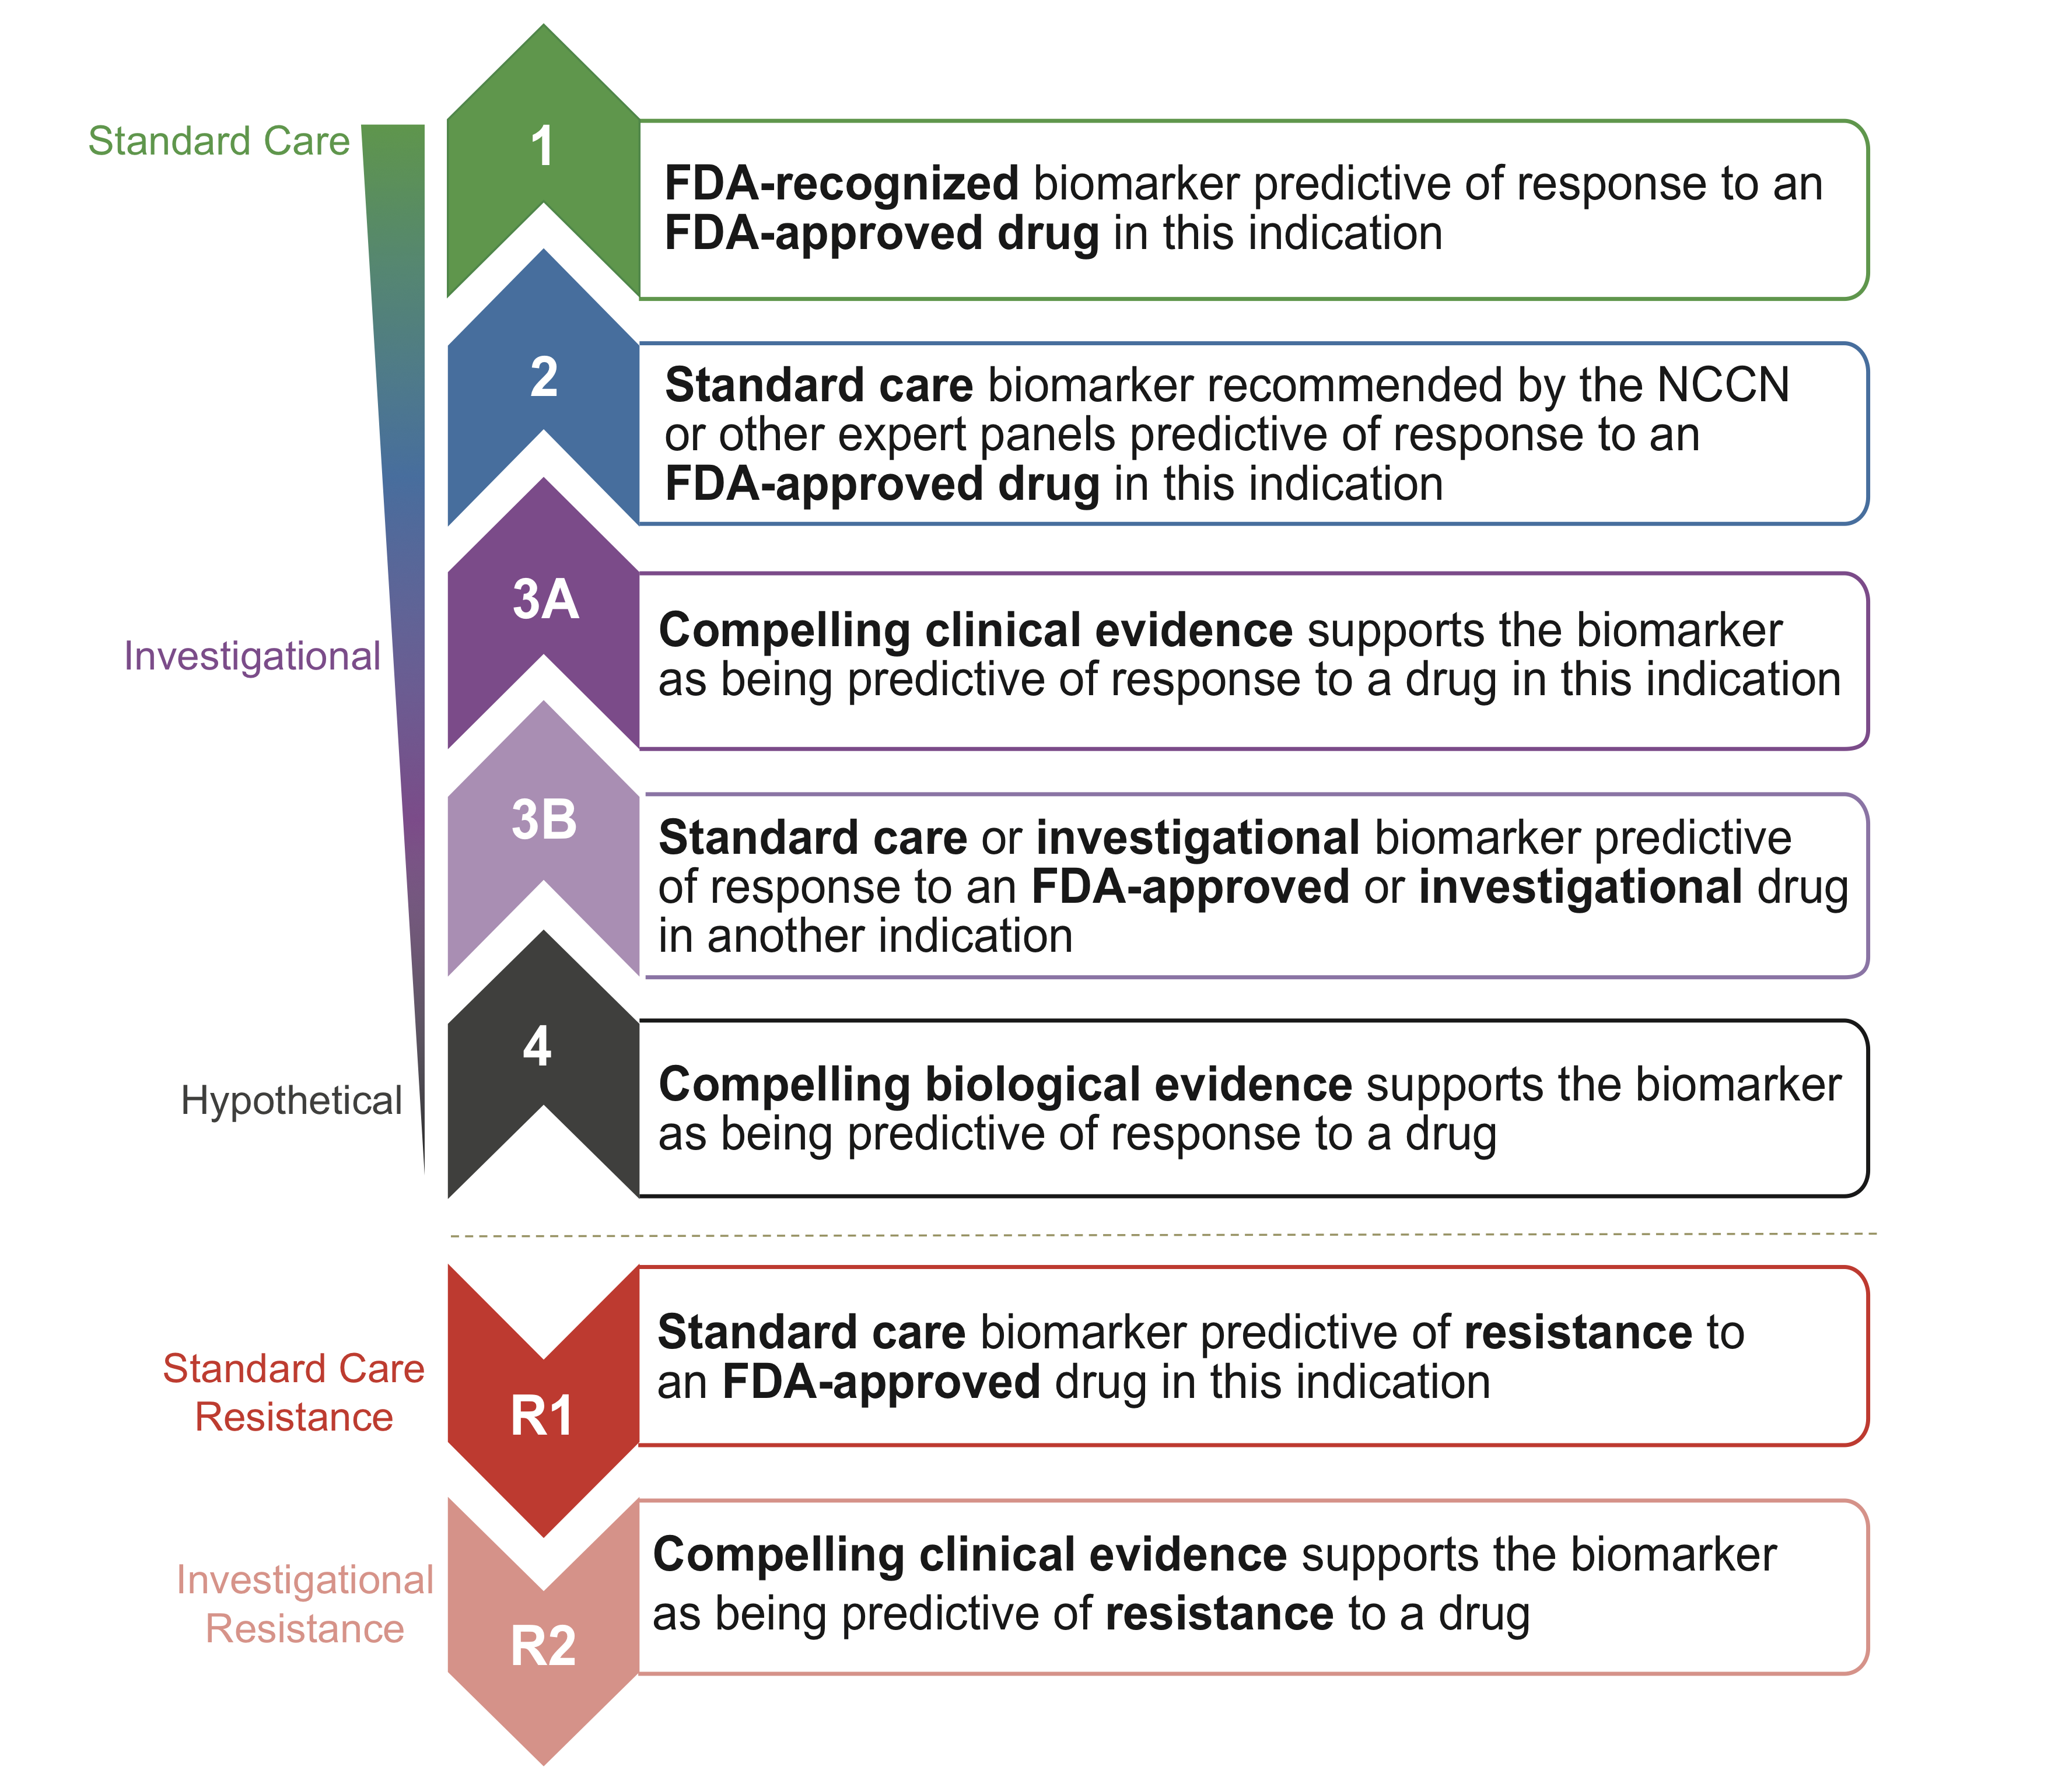 Standard Care
1
FDA-recognized biomarker predictive of response to an
FDA-approved drug in this indication
2
Standard care biomarker recommended by the NCCN
or other expert panels predictive of response to an
FDA-approved drug in this indication
Investigational
3A
Compelling clinical evidence supports the biomarker
as being predictive of response to a drug in this indication
3B
Standard care or investigational biomarker predictive
of response to an FDA-approved or investigational drug
in another indication
Hypothetical
4
Compelling biological evidence supports the biomarker
as being predictive of response to a drug
Standard Care
Resistance
R1
Standard care biomarker predictive of resistance to
an FDA-approved drug in this indication
Investigational
Resistance
R2
Compelling clinical evidence supports the biomarker
as being predictive of resistance to a drug